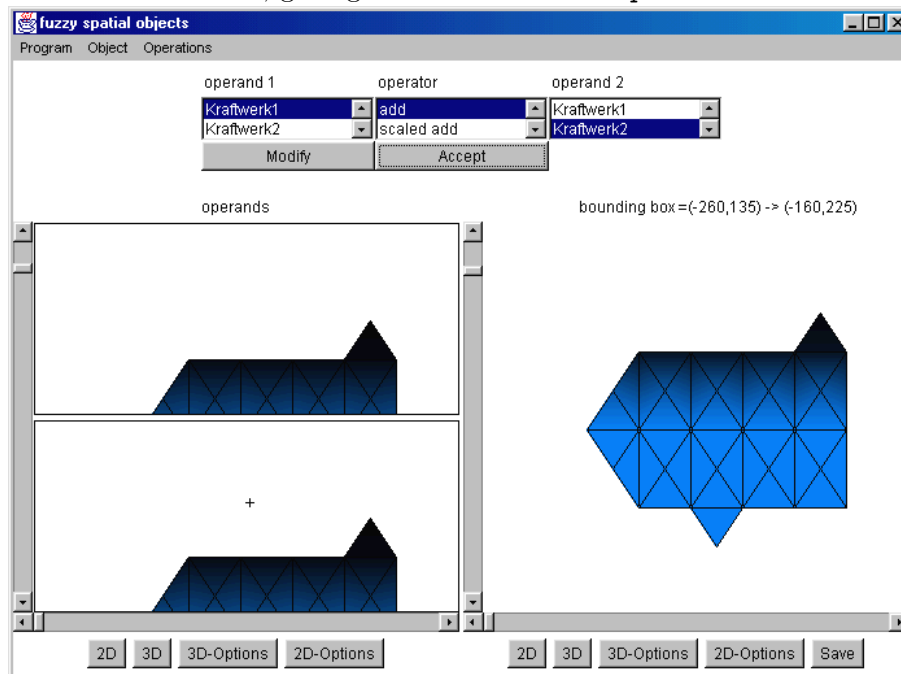 fuzzy spatial objects
Program Object Operations
operand 1 operator operand 2
Kraftwerk1 add Kraftwerk1
Kraftwerk2 scaled add Kraftwerk2
Modify Accept
operands bounding box =(-260,135) -> (-160,225)
+
2D 3D 3D-Options 2D-Options 2D 3D 3D-Options 2D-Options Save